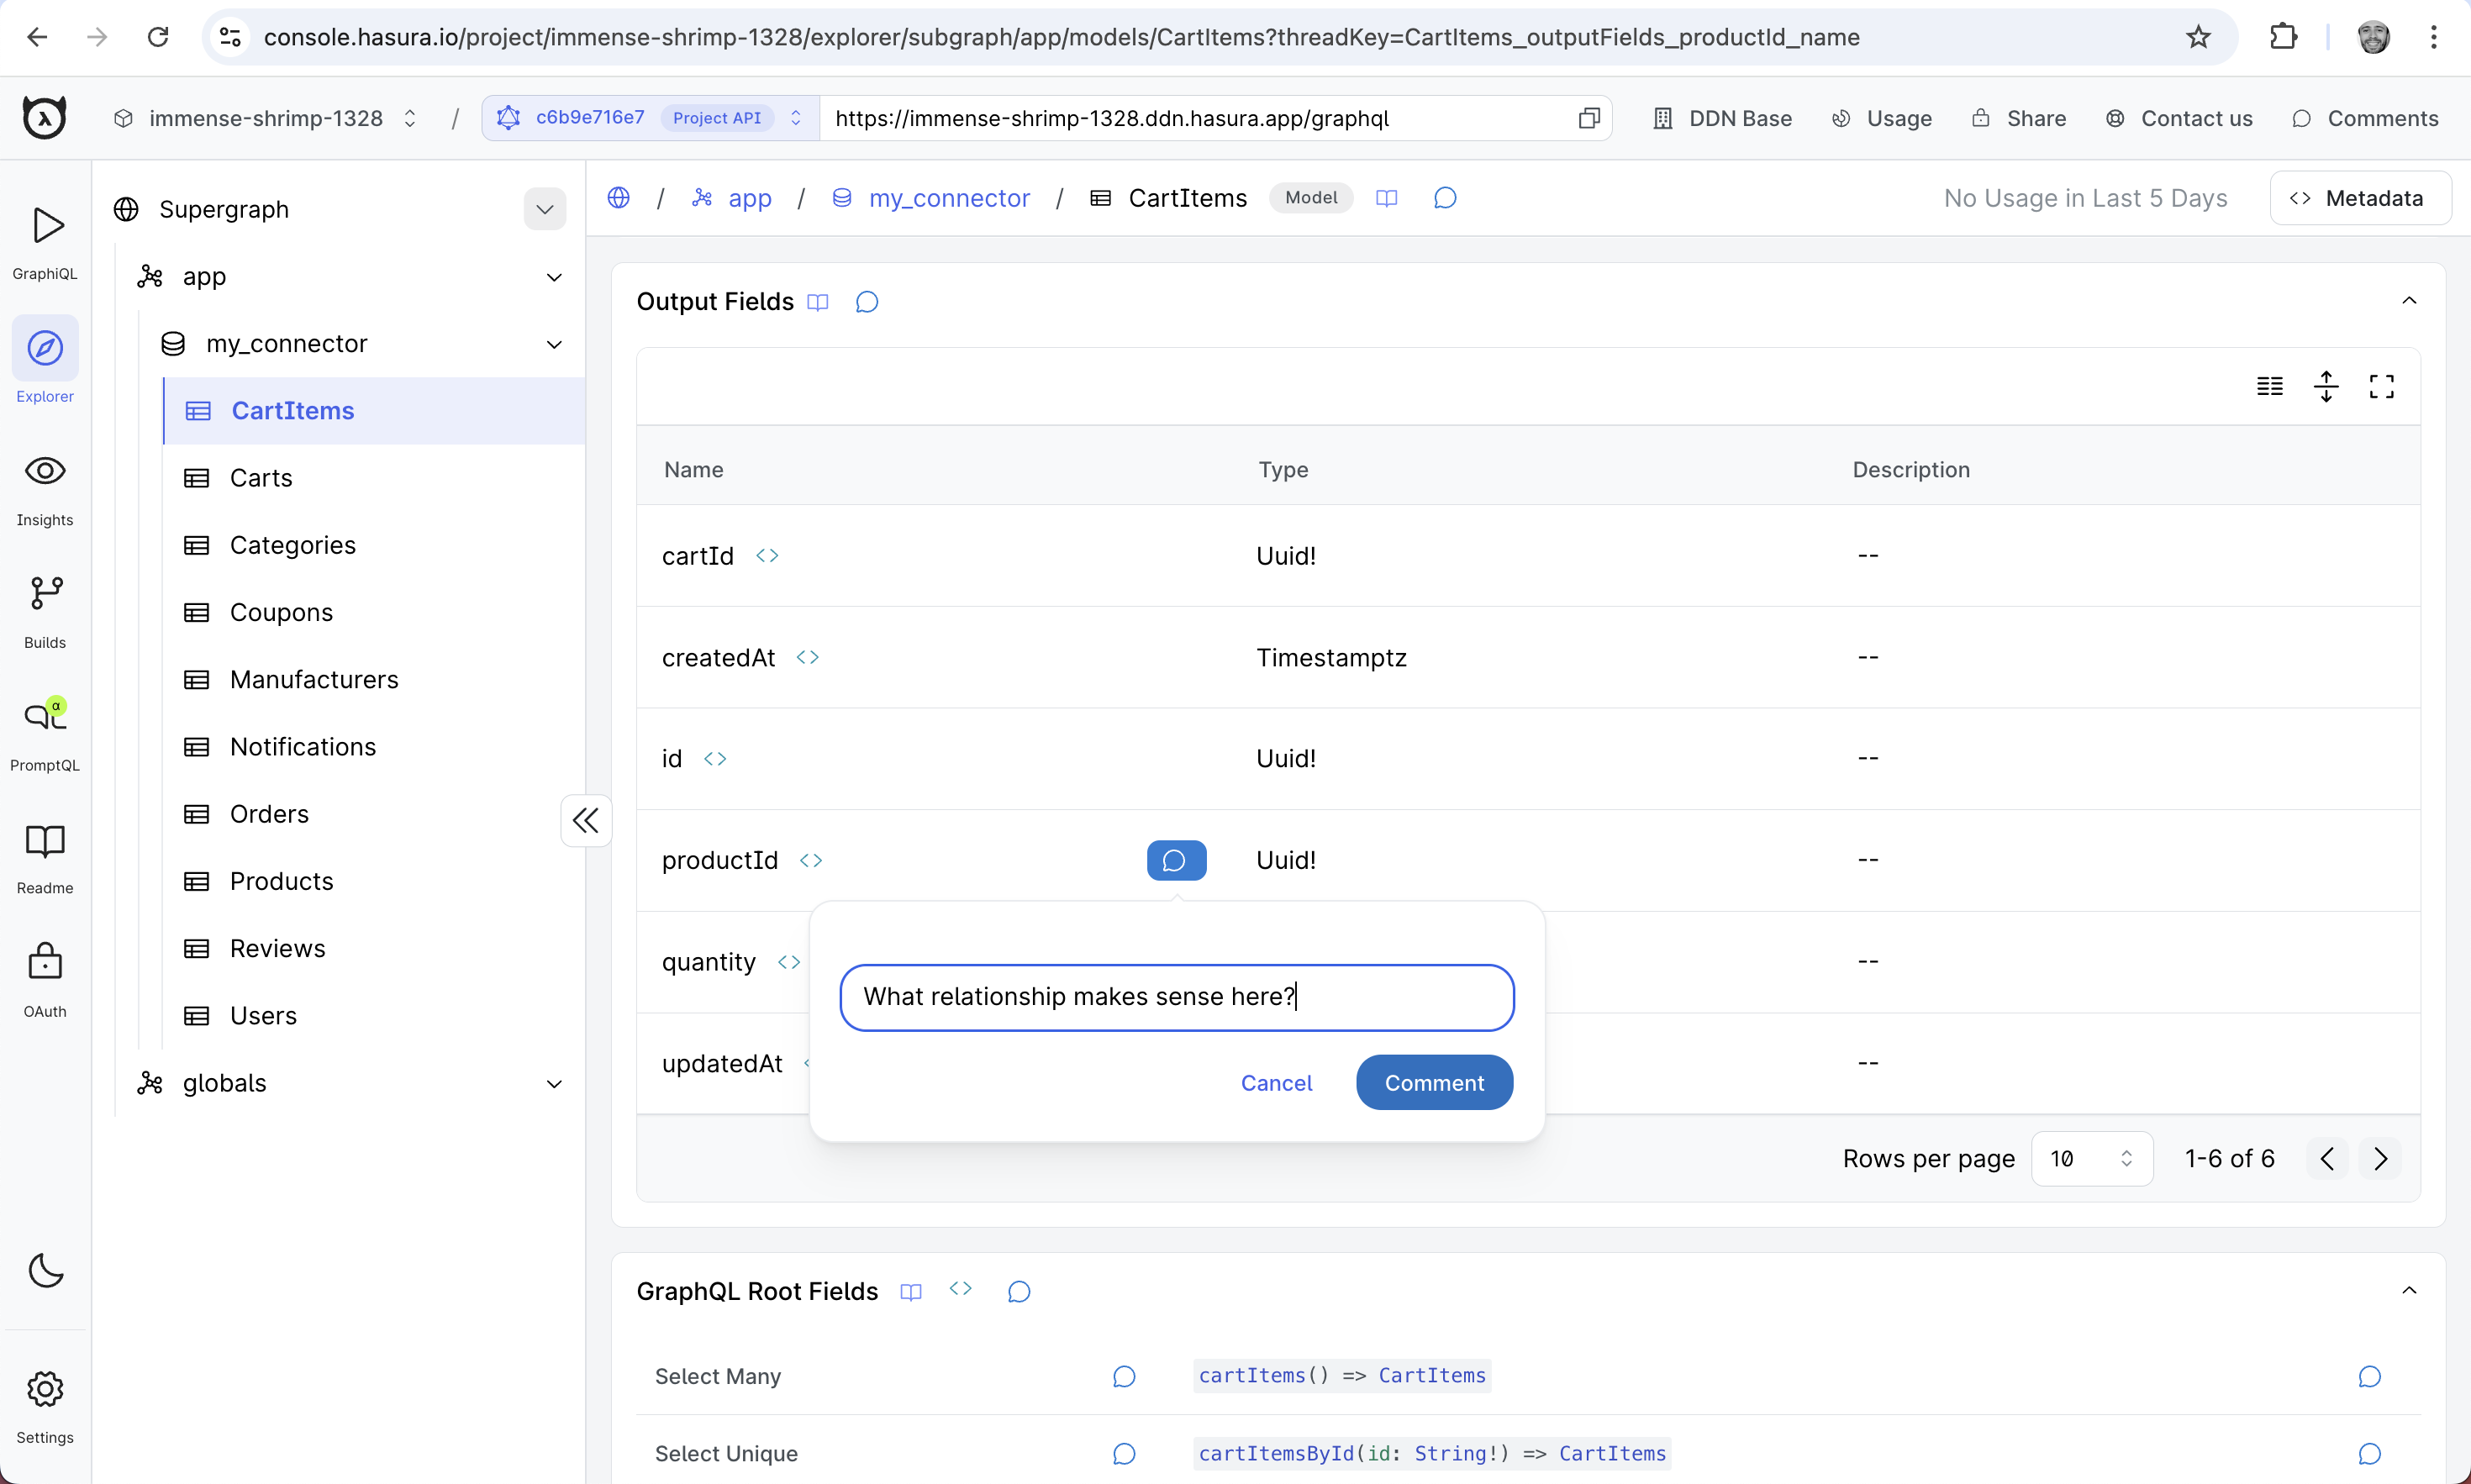 console.hasura.io/project/immense-shrimp-1328/explorer/subgraph/app/models/CartItems?threadKey=CartItems_outputFields_productId_name
immense-shrimp-1328 / c6b9e716e7 Project API https://immense-shrimp-1328.ddn.hasura.app/graphql DDN Base Usage Share Contact us Comments
GraphiQL
Explorer
Insights
Builds
α
PromptQL
Readme
OAuth
Settings
Supergraph
app
my_connector
CartItems
Carts
Categories
Coupons
Manufacturers
Notifications
Orders
Products
Reviews
Users
globals
/ app / my_connector / CartItems Model No Usage in Last 5 Days <> Metadata
Output Fields
Name Type Description
cartId <> Uuid! --
createdAt <> Timestamptz --
id <> Uuid! --
productId <> Uuid! --
quantity <> --
updatedAt --
What relationship makes sense here?
Cancel Comment
Rows per page 10 1-6 of 6
GraphQL Root Fields <>
Select Many cartItems() => CartItems
Select Unique cartItemsById(id: String!) => CartItems